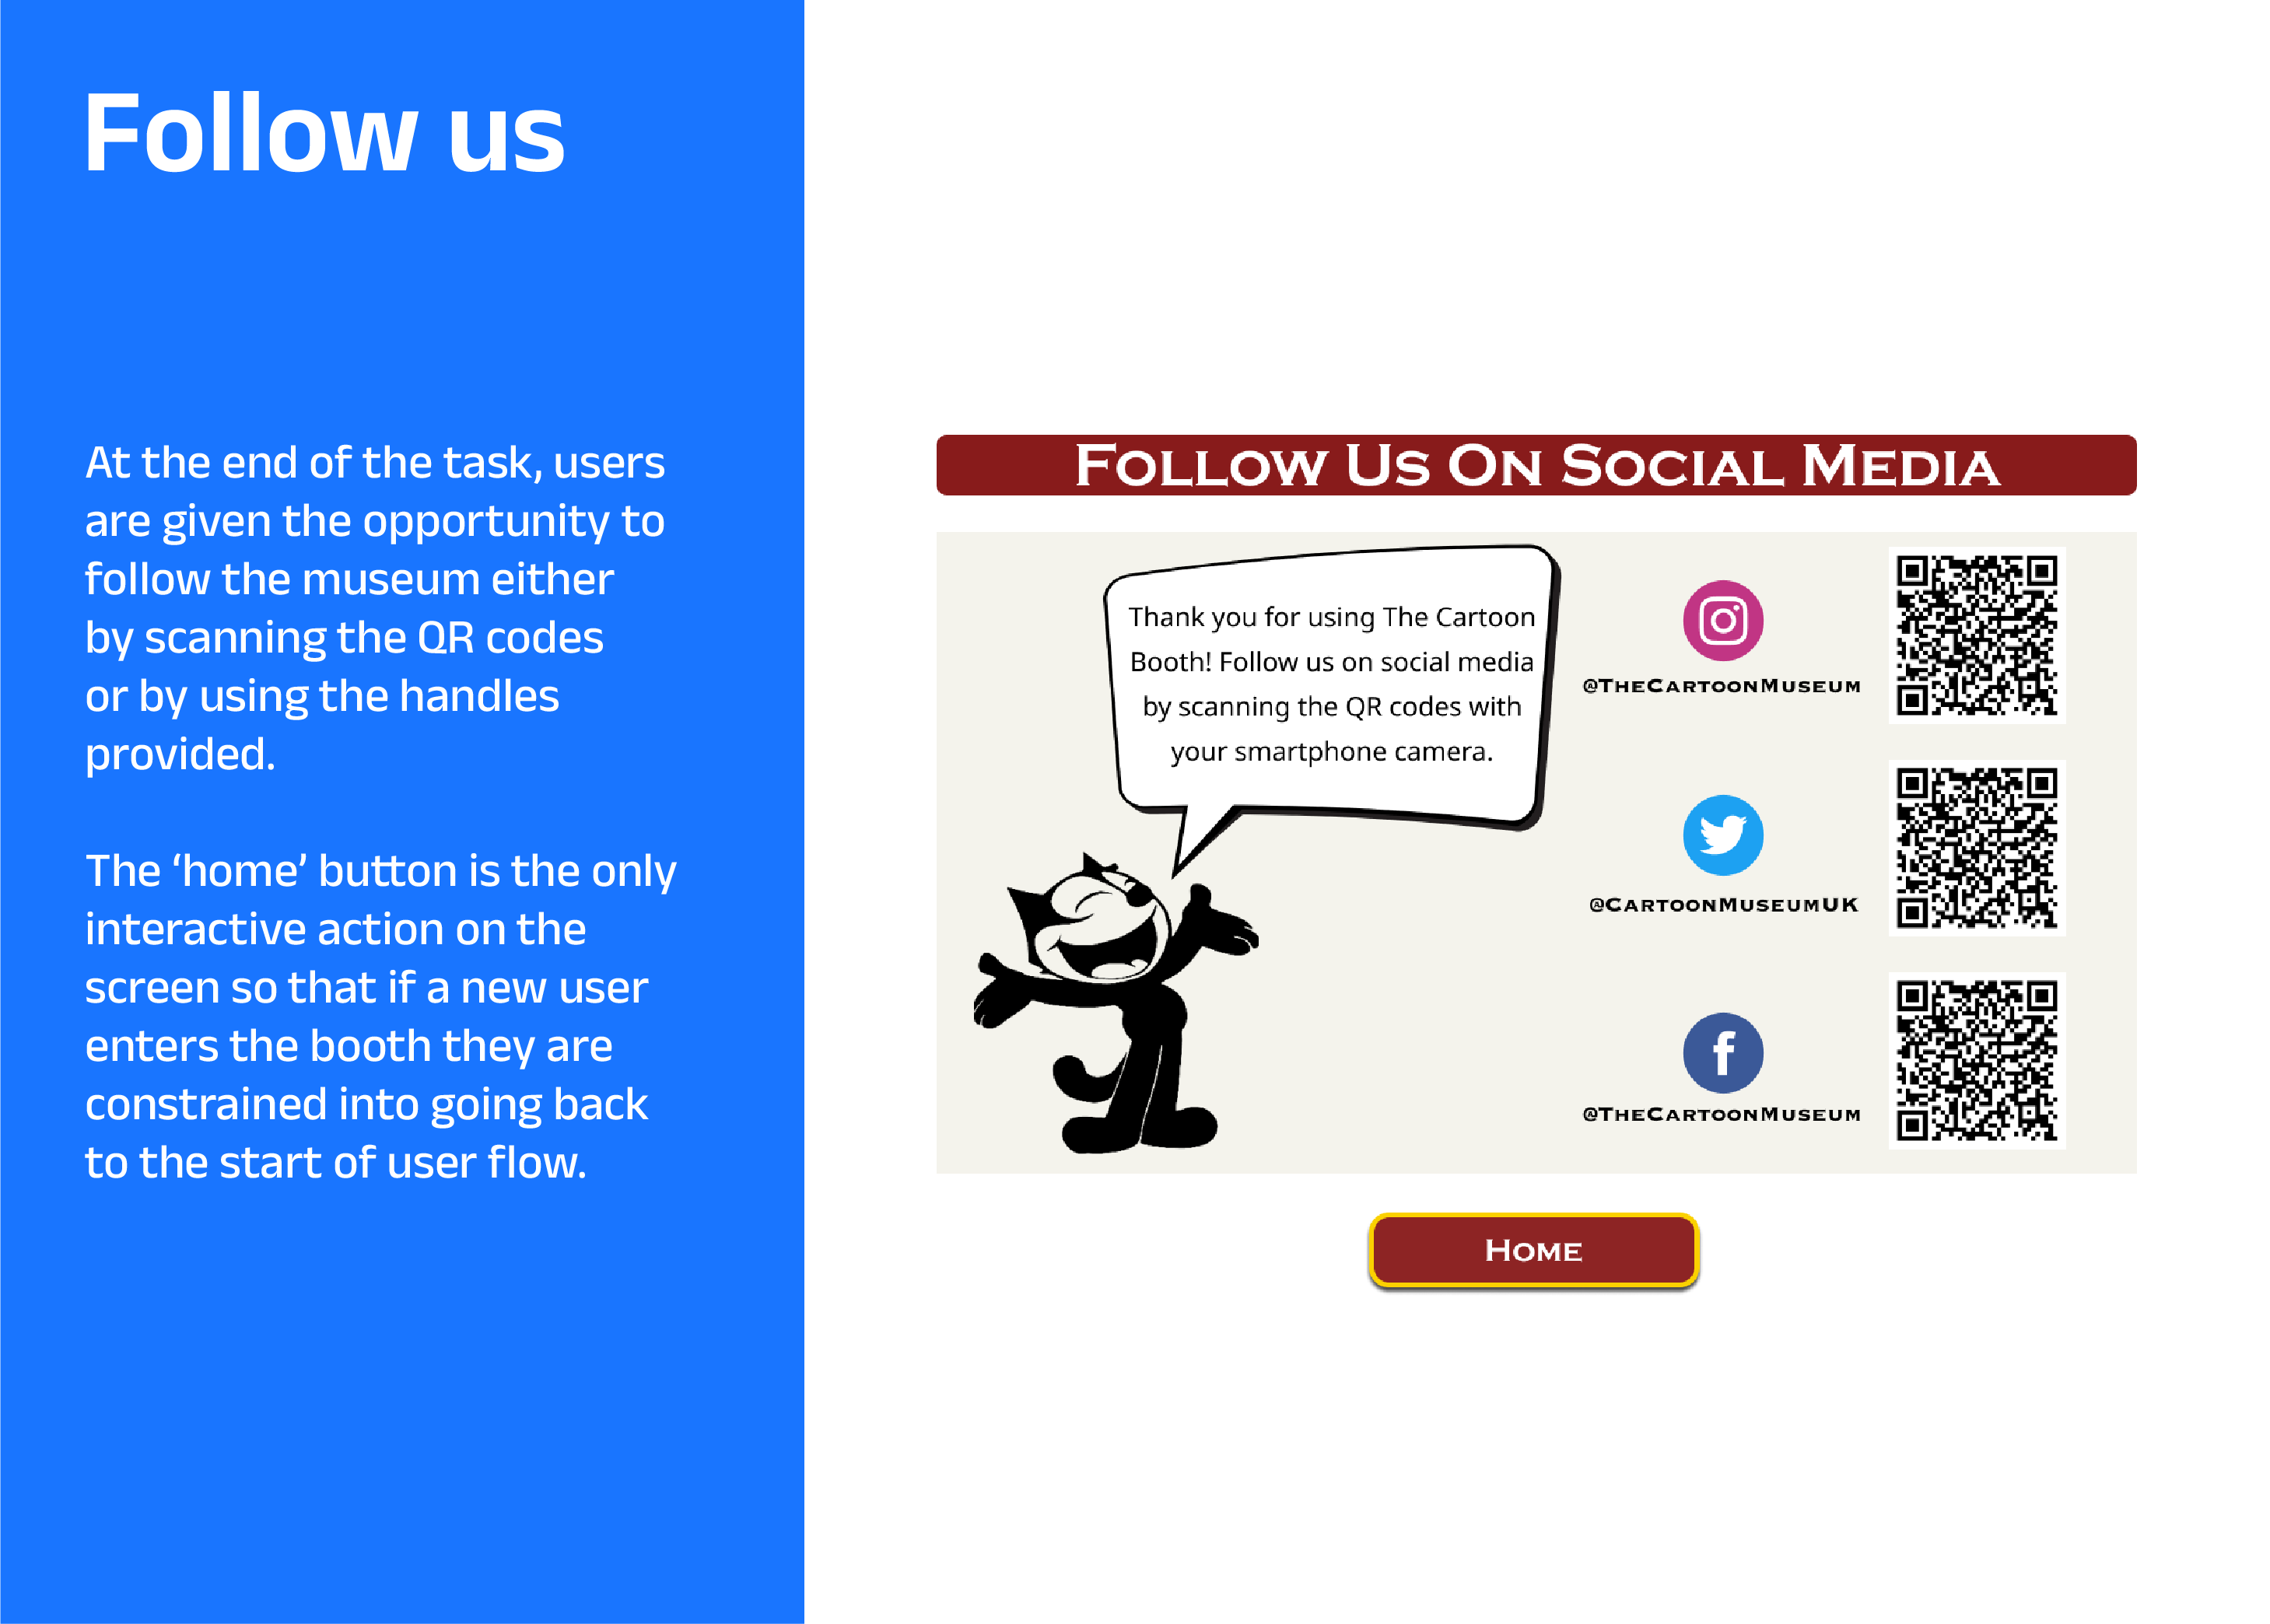 Follow us
At the end of the task, users
are given the opportunity to
follow the museum either
by scanning the QR codes
or by using the handles
provided.
The ‘home’ button is the only
interactive action on the
screen so that if a new user
enters the booth they are
constrained into going back
to the start of user flow.
Follow Us On Social Media
Thank you for using The Cartoon
Booth! Follow us on social media
by scanning the QR codes with
your smartphone camera.
@TheCartoonMuseum
@CartoonMuseumUK
@TheCartoonMuseum
Home